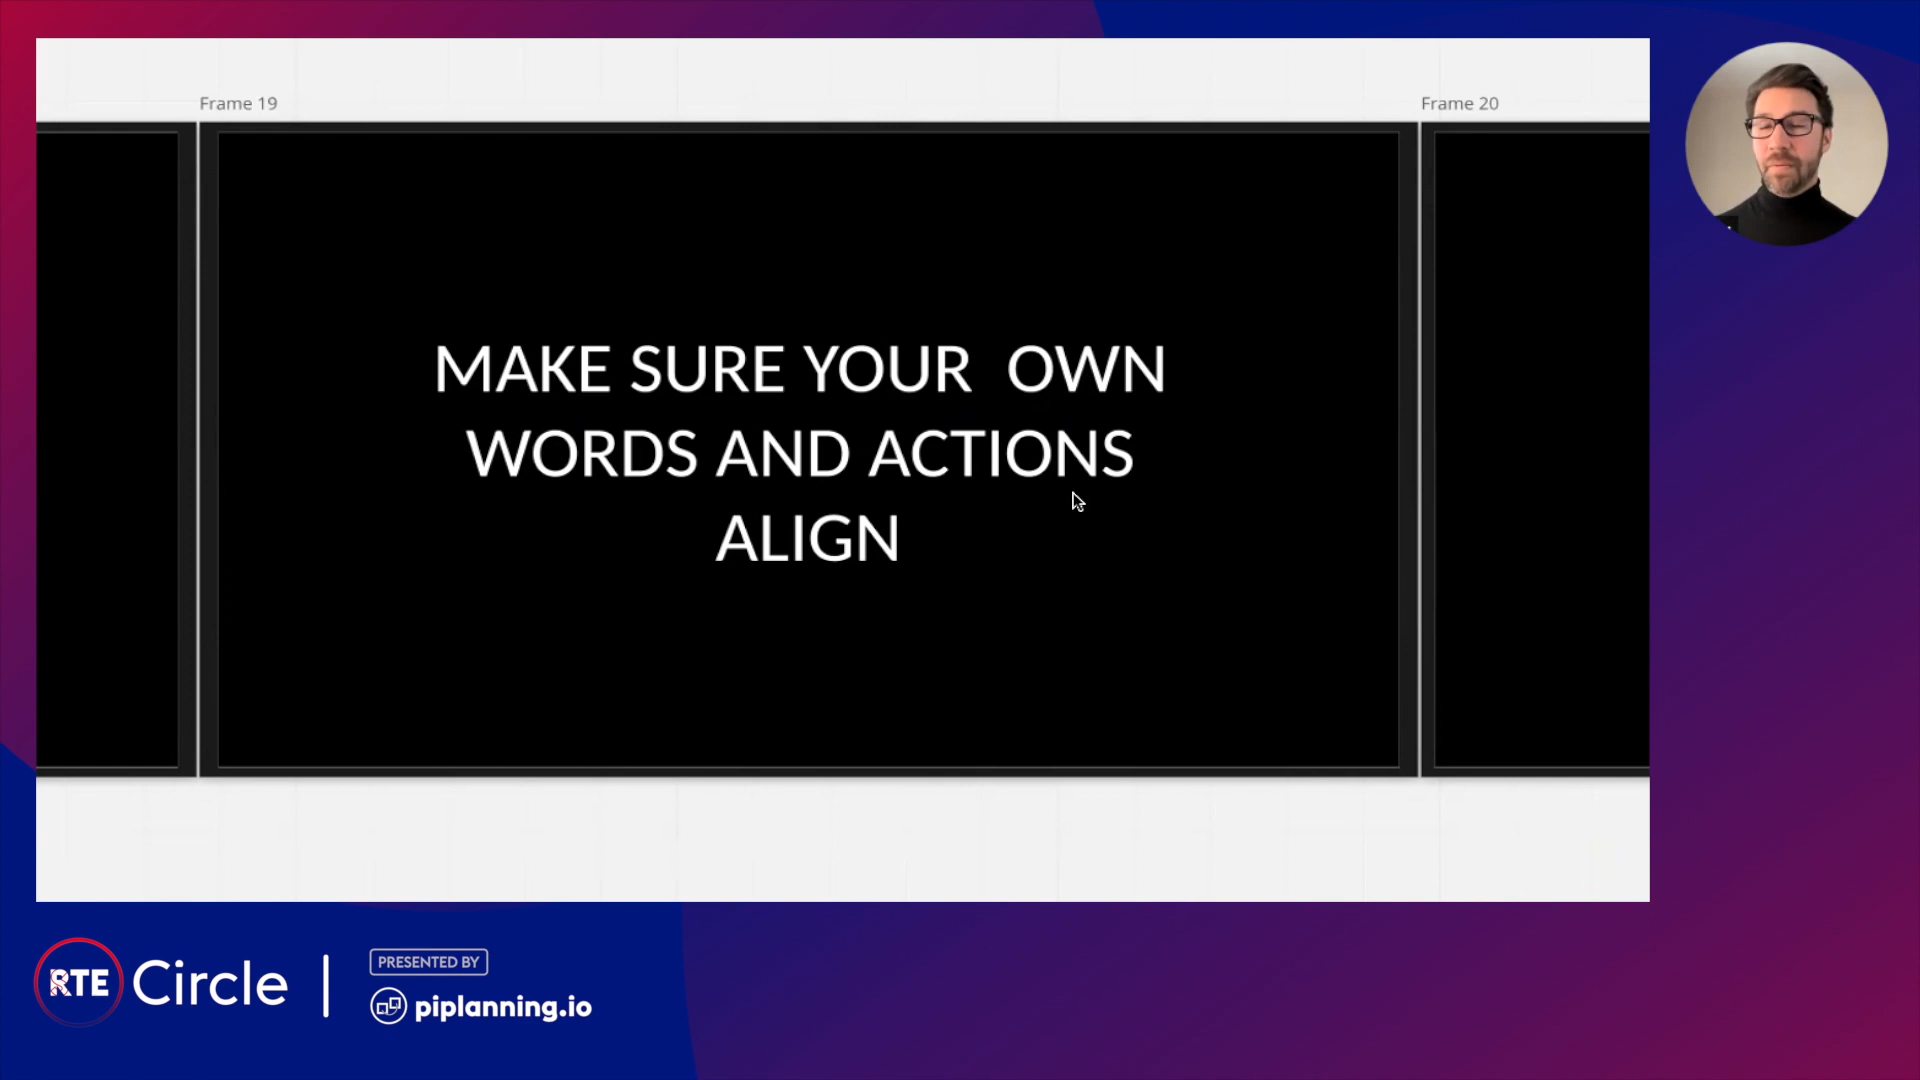 Frame 19
Frame 20
MAKE SURE YOUR  OWN
WORDS AND ACTIONS
ALIGN
RTE Circle
PRESENTED BY
piplanning.io